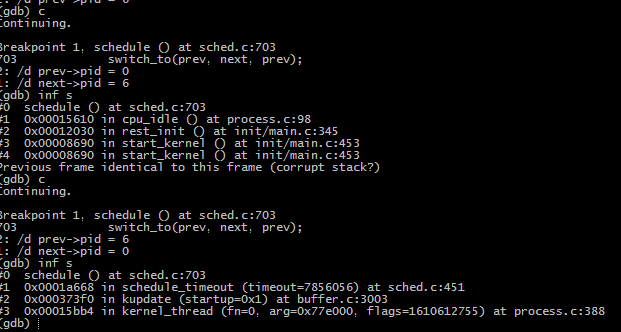 1: /d prev->pid = 0
(gdb) c
Continuing.
Breakpoint 1, schedule () at sched.c:703
703 switch_to(prev, next, prev);
2: /d prev->pid = 0
1: /d next->pid = 6
(gdb) inf s
#0 schedule () at sched.c:703
#1 0x00015610 in cpu_idle () at process.c:98
#2 0x00012030 in rest_init () at init/main.c:345
#3 0x00008690 in start_kernel () at init/main.c:453
#4 0x00008690 in start_kernel () at init/main.c:453
Previous frame identical to this frame (corrupt stack?)
(gdb) c
Continuing.
Breakpoint 1, schedule () at sched.c:703
703 switch_to(prev, next, prev);
2: /d prev->pid = 6
1: /d next->pid = 0
(gdb) inf s
#0 schedule () at sched.c:703
#1 0x0001a668 in schedule_timeout (timeout=7856056) at sched.c:451
#2 0x000373f0 in kupdate (startup=0x1) at buffer.c:3003
#3 0x00015bb4 in kernel_thread (fn=0, arg=0x77e000, flags=1610612755) at process.c:388
(gdb)